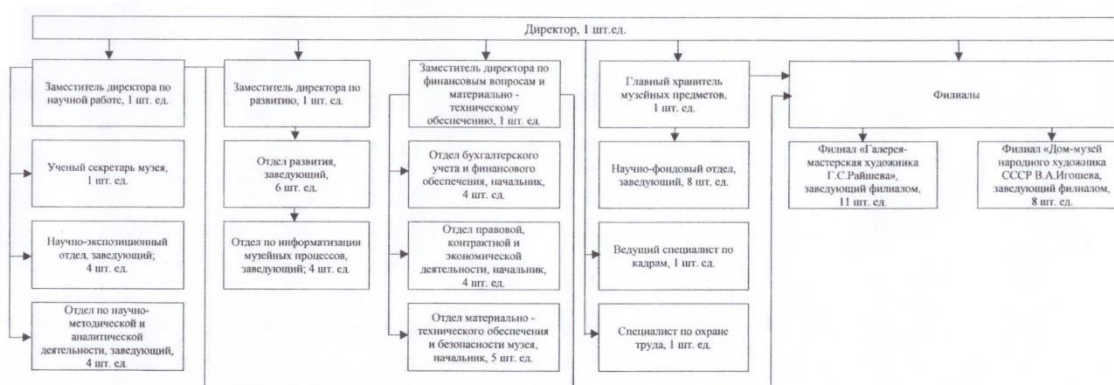 Директор, 1 шт.ед.
Заместитель директора по
научной работе, 1 шт. ед.
Заместитель директора по
развитию, 1 шт. ед.
Заместитель директора по
финансовым вопросам и
материально -
техническому
обеспечению, 1 шт. ед.
Главный хранитель
музейных предметов,
1 шт. ед.
Филиалы
Ученый секретарь музея,
1 шт. ед.
Отдел развития,
заведующий,
6 шт. ед.
Отдел бухгалтерского
учета и финансового
обеспечения, начальник,
4 шт. ед.
Научно-фондовый отдел,
заведующий, 8 шт. ед.
Филиал «Галерея-
мастерская художника
Г.С.Райшева»,
заведующий филиалом,
11 шт. ед.
Филиал «Дом-музей
народного художника
СССР В.А.Игошева,
заведующий филиалом,
8 шт. ед.
Научно-экспозиционный
отдел, заведующий;
4 шт. ед.
Отдел по информатизации
музейных процессов,
заведующий; 4 шт. ед.
Отдел правовой,
контрактной и
экономической
деятельности, начальник,
4 шт. ед.
Ведущий специалист по
кадрам, 1 шт. ед.
Отдел по научно-
методической и
аналитической
деятельности, заведующий,
4 шт. ед.
Отдел материально -
технического обеспечения
и безопасности музея,
начальник, 5 шт. ед.
Специалист по охране
труда, 1 шт. ед.